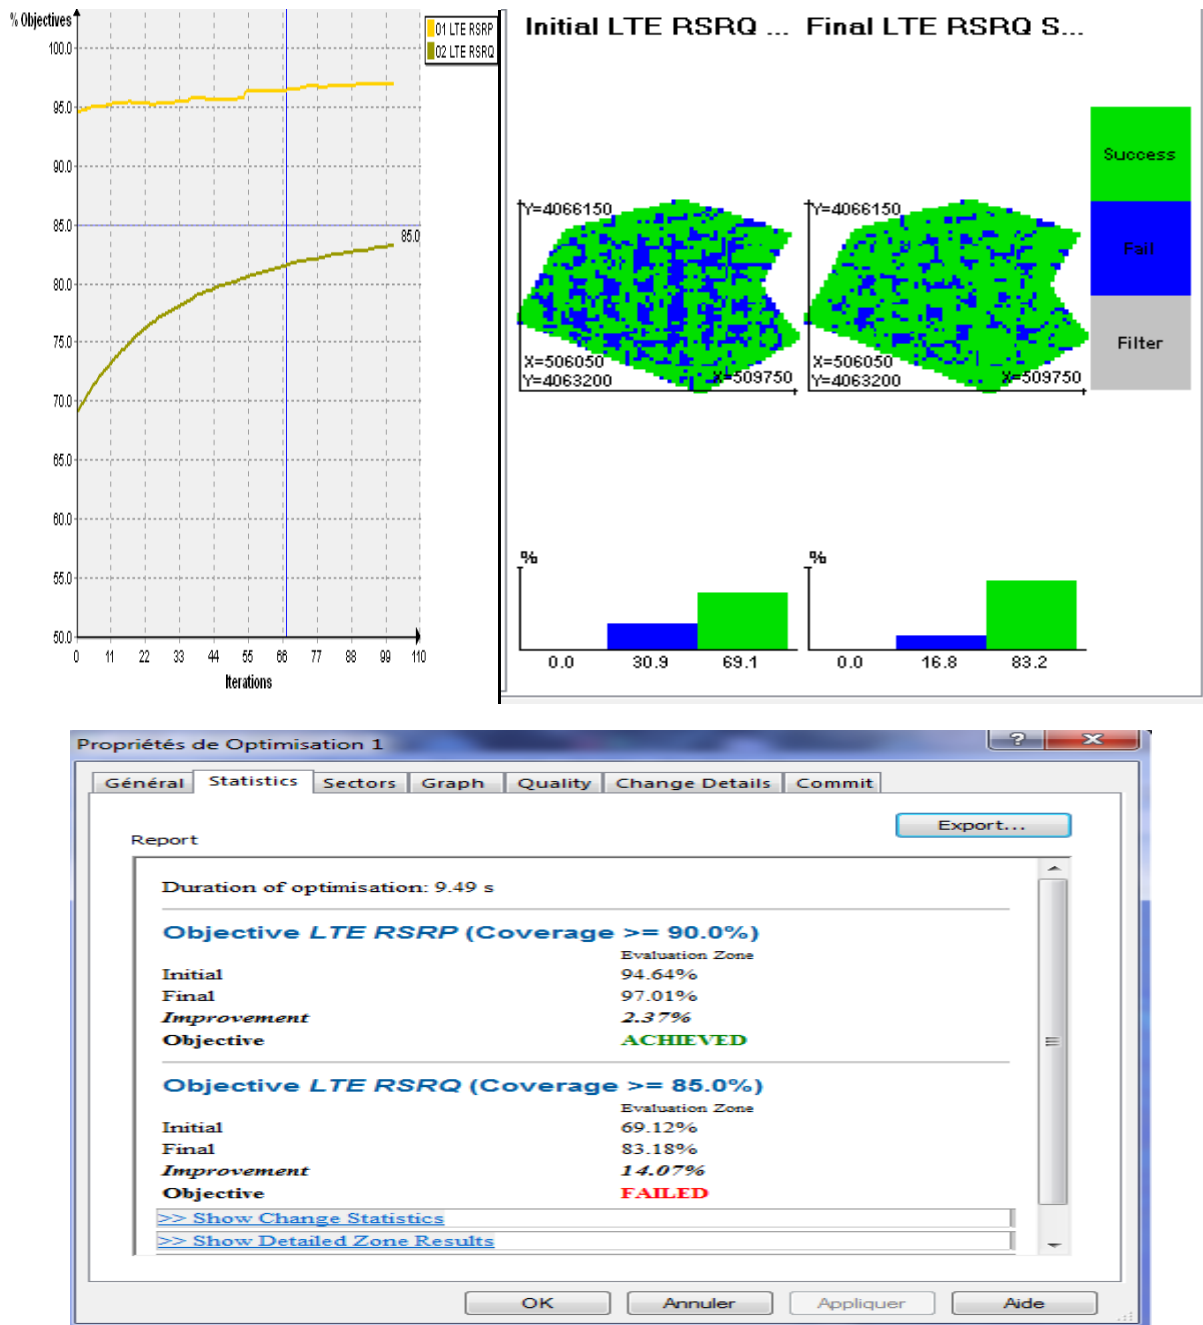 % Objectives
01 LTE RSRP
02 LTE RSRQ
100.0
95.0
90.0
85.0
85.0
80.0
75.0
70.0
65.0
60.0
55.0
50.0
0 11 22 33 44 55 66 77 88 99 110
Iterations
Initial LTE RSRQ ... Final LTE RSRQ S...
Success
Fail
Filter
Y=4066150
X=506050
Y=4063200
X=509750
Y=4066150
X=506050
Y=4063200
X=509750
%
0.0 30.9 69.1
%
0.0 16.8 83.2
Propriétés de Optimisation 1
?
Général Statistics Sectors Graph Quality Change Details Commit
Export...
Report
Duration of optimisation: 9.49 s
Objective LTE RSRP (Coverage >= 90.0%)
Evaluation Zone
Initial 94.64%
Final 97.01%
Improvement 2.37%
Objective ACHIEVED
Objective LTE RSRQ (Coverage >= 85.0%)
Evaluation Zone
Initial 69.12%
Final 83.18%
Improvement 14.07%
Objective FAILED
>> Show Change Statistics
>> Show Detailed Zone Results
OK Annuler Appliquer Aide